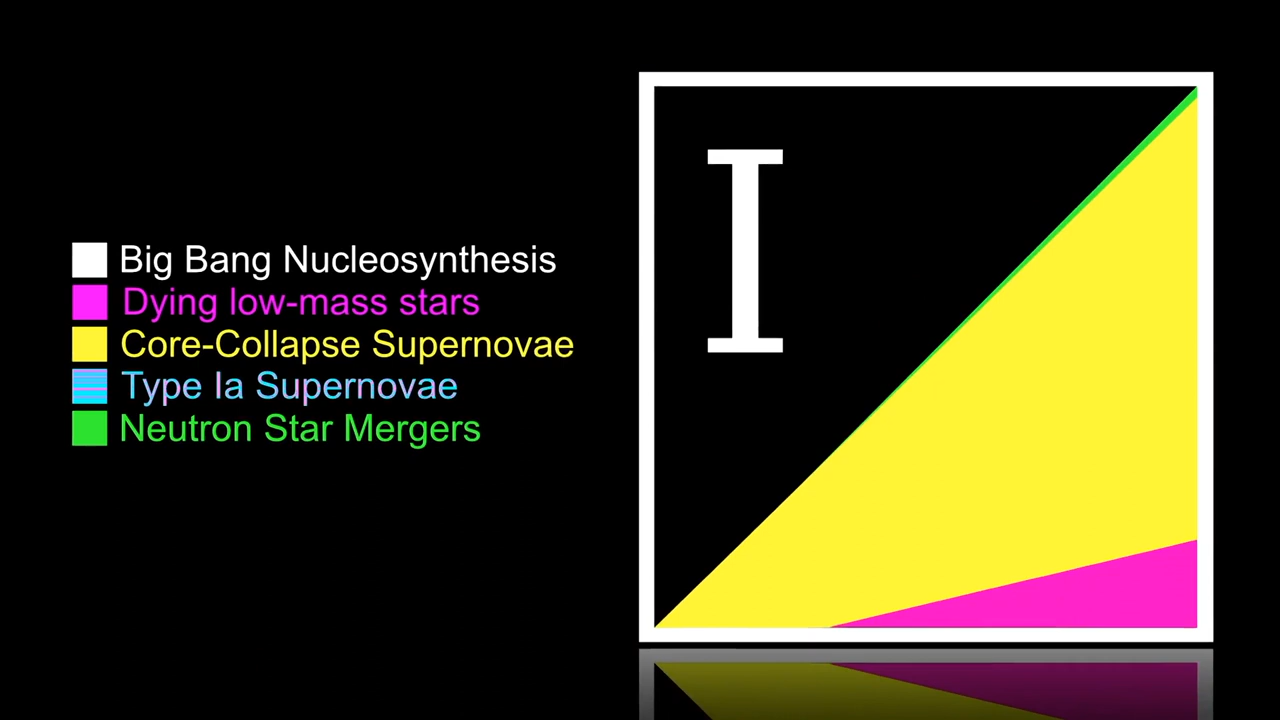 Big Bang Nucleosynthesis
Dying low-mass stars
Core-Collapse Supernovae
Type Ia Supernovae
Neutron Star Mergers
I